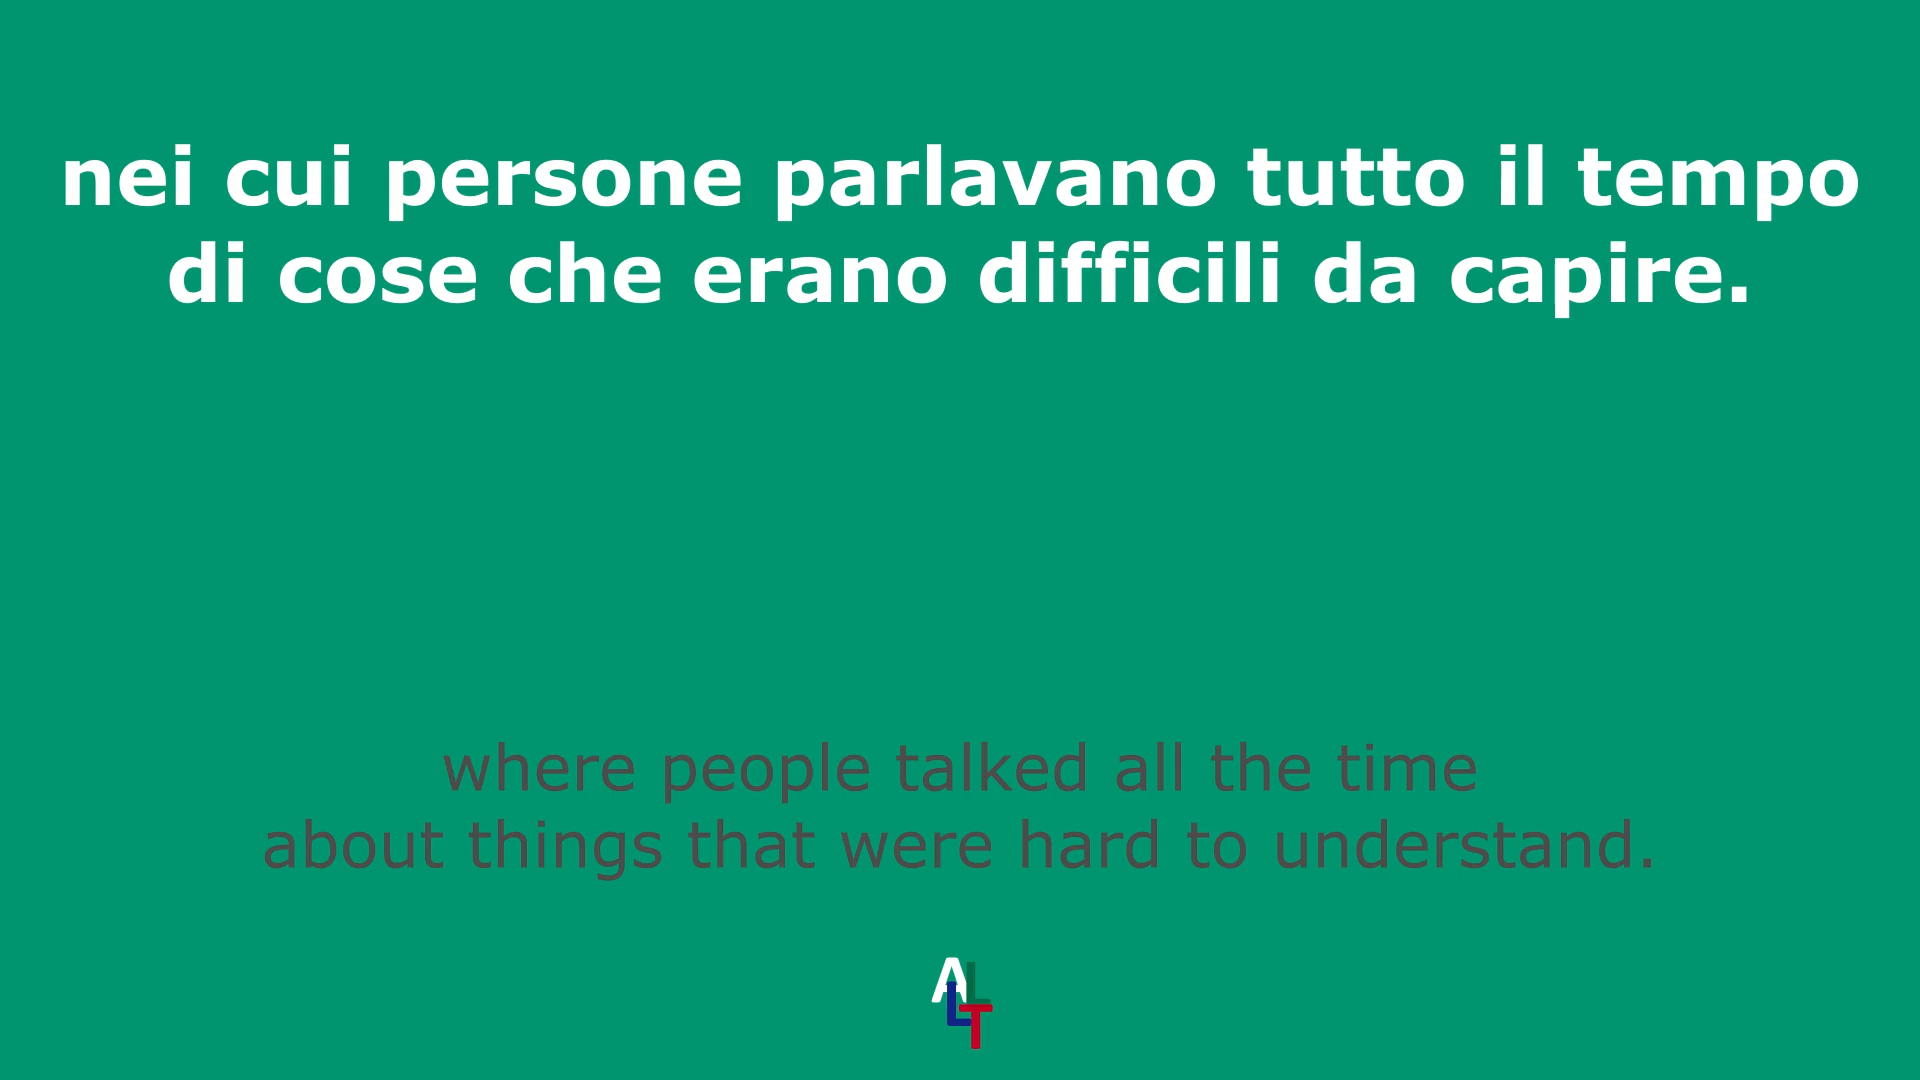 nei cui persone parlavano tutto il tempo
di cose che erano difficili da capire.
where people talked all the time
about things that were hard to understand.
ALLT